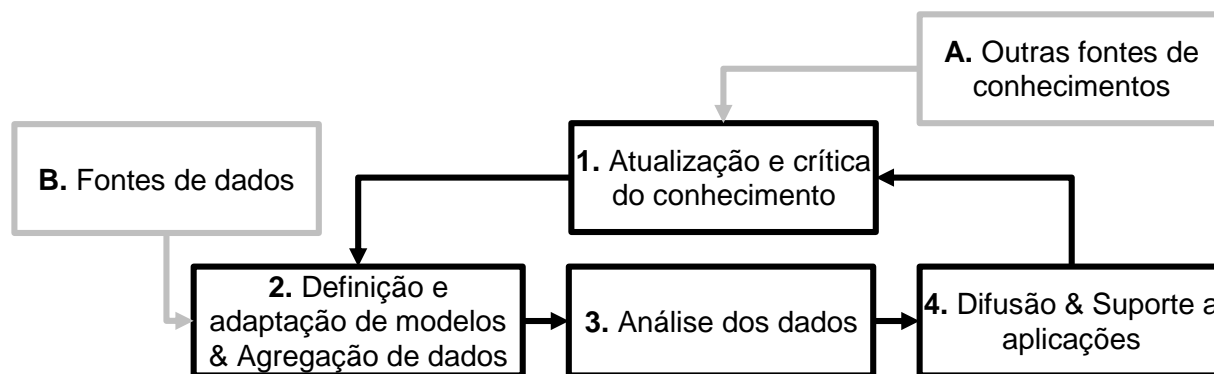 A. Outras fontes de
conhecimentos
B. Fontes de dados
1. Atualização e crítica
do conhecimento
2. Definição e
adaptação de modelos
& Agregação de dados
3. Análise dos dados
4. Difusão & Suporte a
aplicações